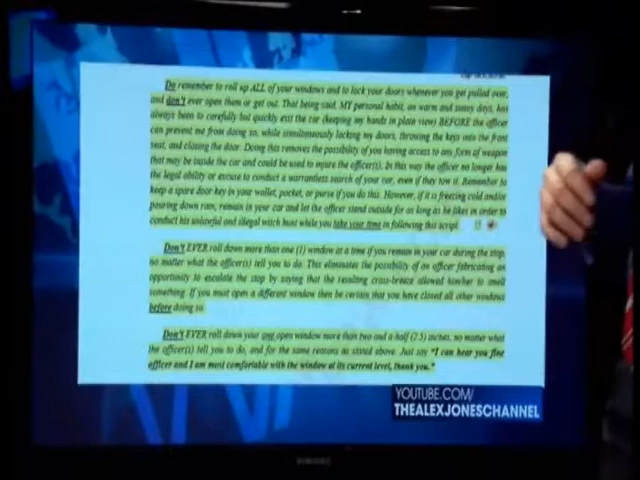 Do remember to roll up ALL of your windows and to lock your doors whenever you get pulled over,
and don't ever open them or get out. That being said, MY personal habit, on warm and sunny days, has
always been to carefully but quickly exit the car (keeping my hands in plain view) BEFORE the officer
can prevent me from doing so, while simultaneously locking my doors, throwing the keys onto the front
seat, and closing the door. Doing this removes the possibility of you having access to any form of weapon
that may be inside the car and could be used to injure the officer(s). In this way the officer no longer has
the legal ability or excuse to conduct a warrantless search of your car, even if they tow it. Remember to
keep a spare door key in your wallet, pocket, or purse if you do this. However, if it is freezing cold and/or
pouring down rain, remain in your car and let the officer stand outside for as long as he likes in order to
conduct his unlawful and illegal witch hunt while you take your time in following this script.
Don't EVER roll down more than one (1) window at a time if you remain in your car during the stop,
no matter what the officer(s) tell you to do. This eliminates the possibility of an officer fabricating an
opportunity to escalate the stop by saying that the resulting cross-breeze allowed him/her to smell
something. If you must open a different window then be certain that you have closed all other windows
before doing so.
Don't EVER roll down your any open window more than two and a half (2.5) inches, no matter what
the officer(s) tell you to do, and for the same reasons as stated above. Just say "I can hear you fine
officer and I am most comfortable with the window at its current level, thank you."
YOUTUBE.COM/
THEALEXJONESCHANNEL
SAMSUNG